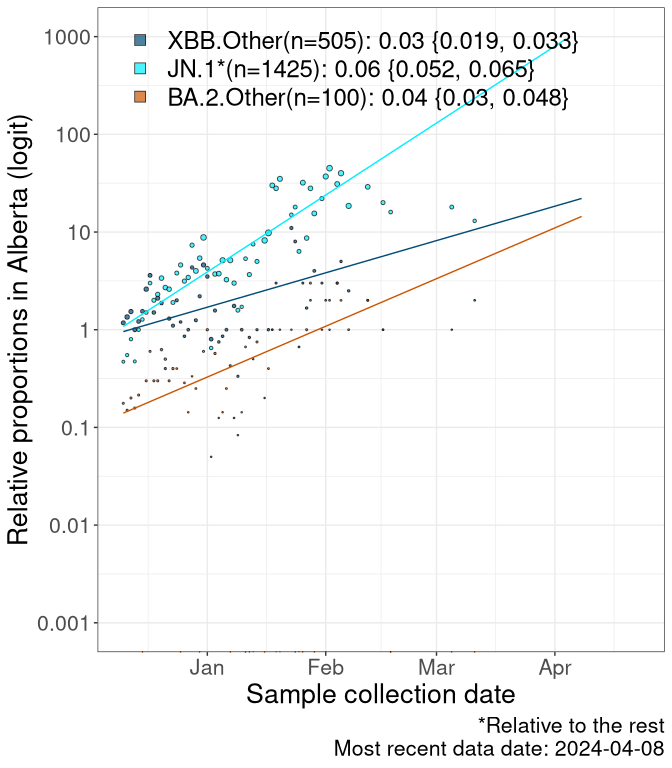 XBB.Other(n=505): 0.03 {0.019, 0.033}
JN.1*(n=1425): 0.06 {0.052, 0.065}
BA.2.Other(n=100): 0.04 {0.03, 0.048}
Relative proportions in Alberta (logit)
1000
100
10
1
0.1
0.01
0.001
Jan Feb Mar Apr
Sample collection date
*Relative to the rest
Most recent data date: 2024-04-08